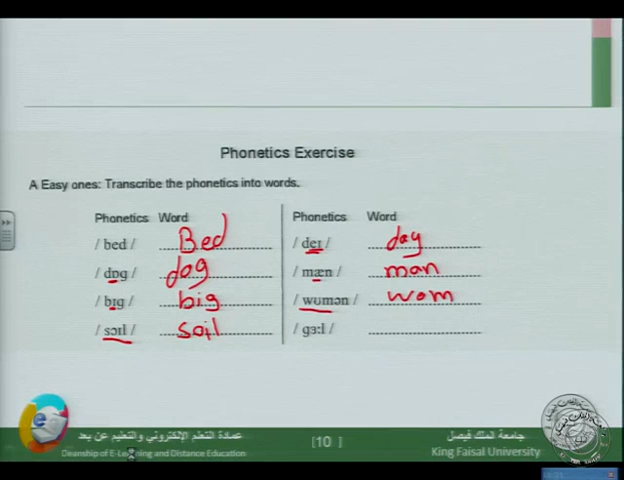 Phonetics Exercise
A Easy ones: Transcribe the phonetics into words.
Phonetics Word Phonetics Word
/ bed / Bed / deɪ / day
/ dɒg / dog / mæn / man
/ bɪg / big / wʊmən / wom
/ sɔɪl / soil / gɜːl /
عمادة التعلم الإلكتروني والتعليم عن بعد
Deanship of E-Learning and Distance Education
[10]
جامعة الملك فيصل
King Faisal University